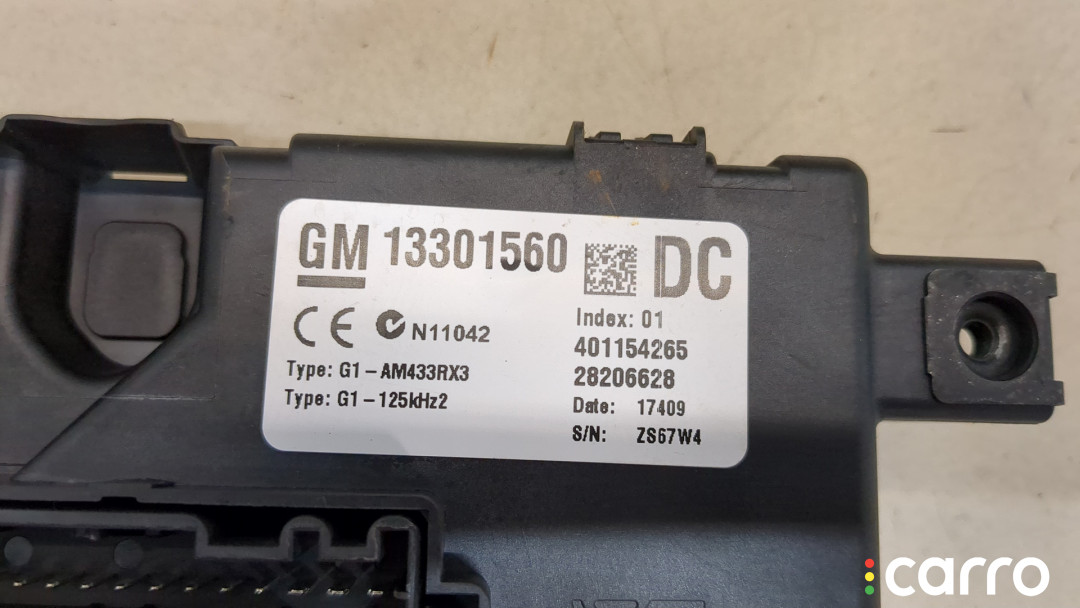 GM 13301560 DC
CE N11042
Type: G1-AM433RX3
Type: G1-125kHz2
Index: 01
401154265
28206628
Date: 17409
S/N: ZS67W4
carro